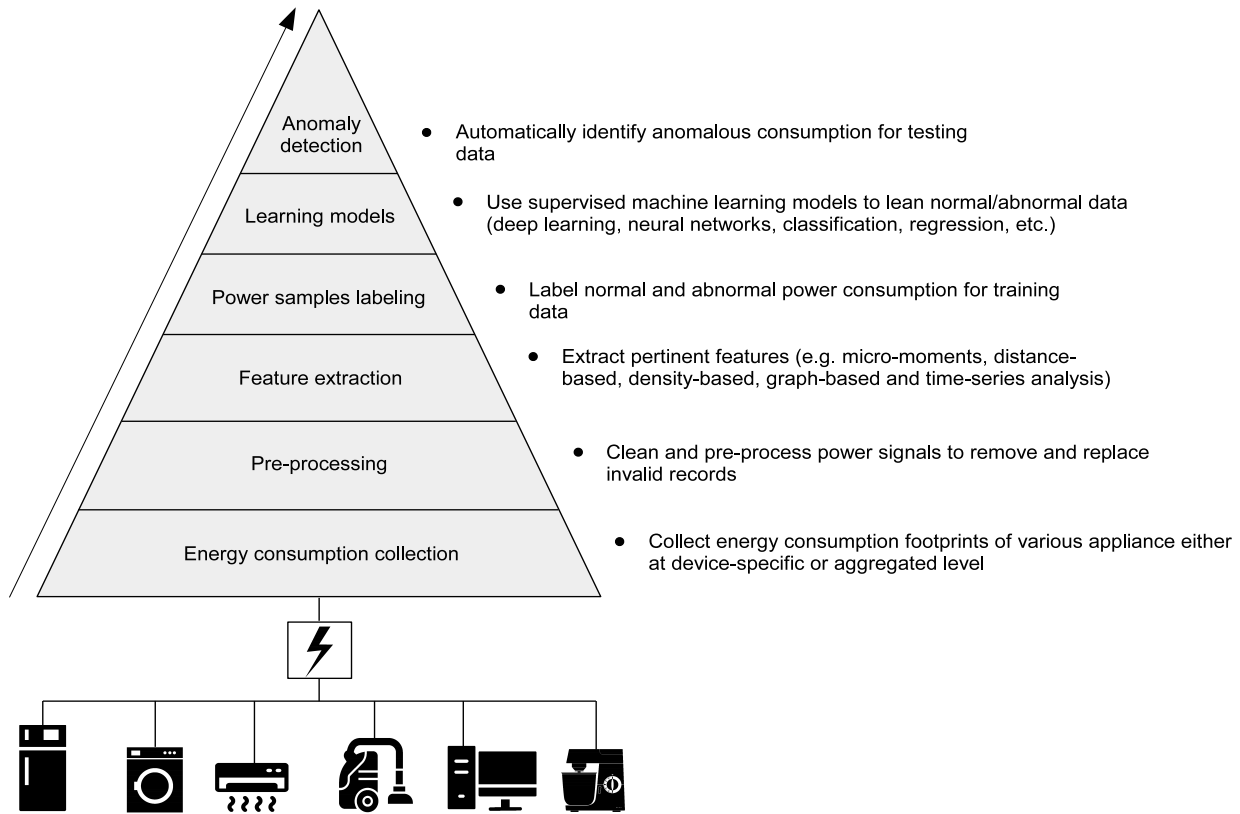 Anomaly
detection
● Automatically identify anomalous consumption for testing
data
Learning models
● Use supervised machine learning models to lean normal/abnormal data
(deep learning, neural networks, classification, regression, etc.)
Power samples labeling
● Label normal and abnormal power consumption for training
data
Feature extraction
● Extract pertinent features (e.g. micro-moments, distance-
based, density-based, graph-based and time-series analysis)
Pre-processing
● Clean and pre-process power signals to remove and replace
invalid records
Energy consumption collection
● Collect energy consumption footprints of various appliance either
at device-specific or aggregated level